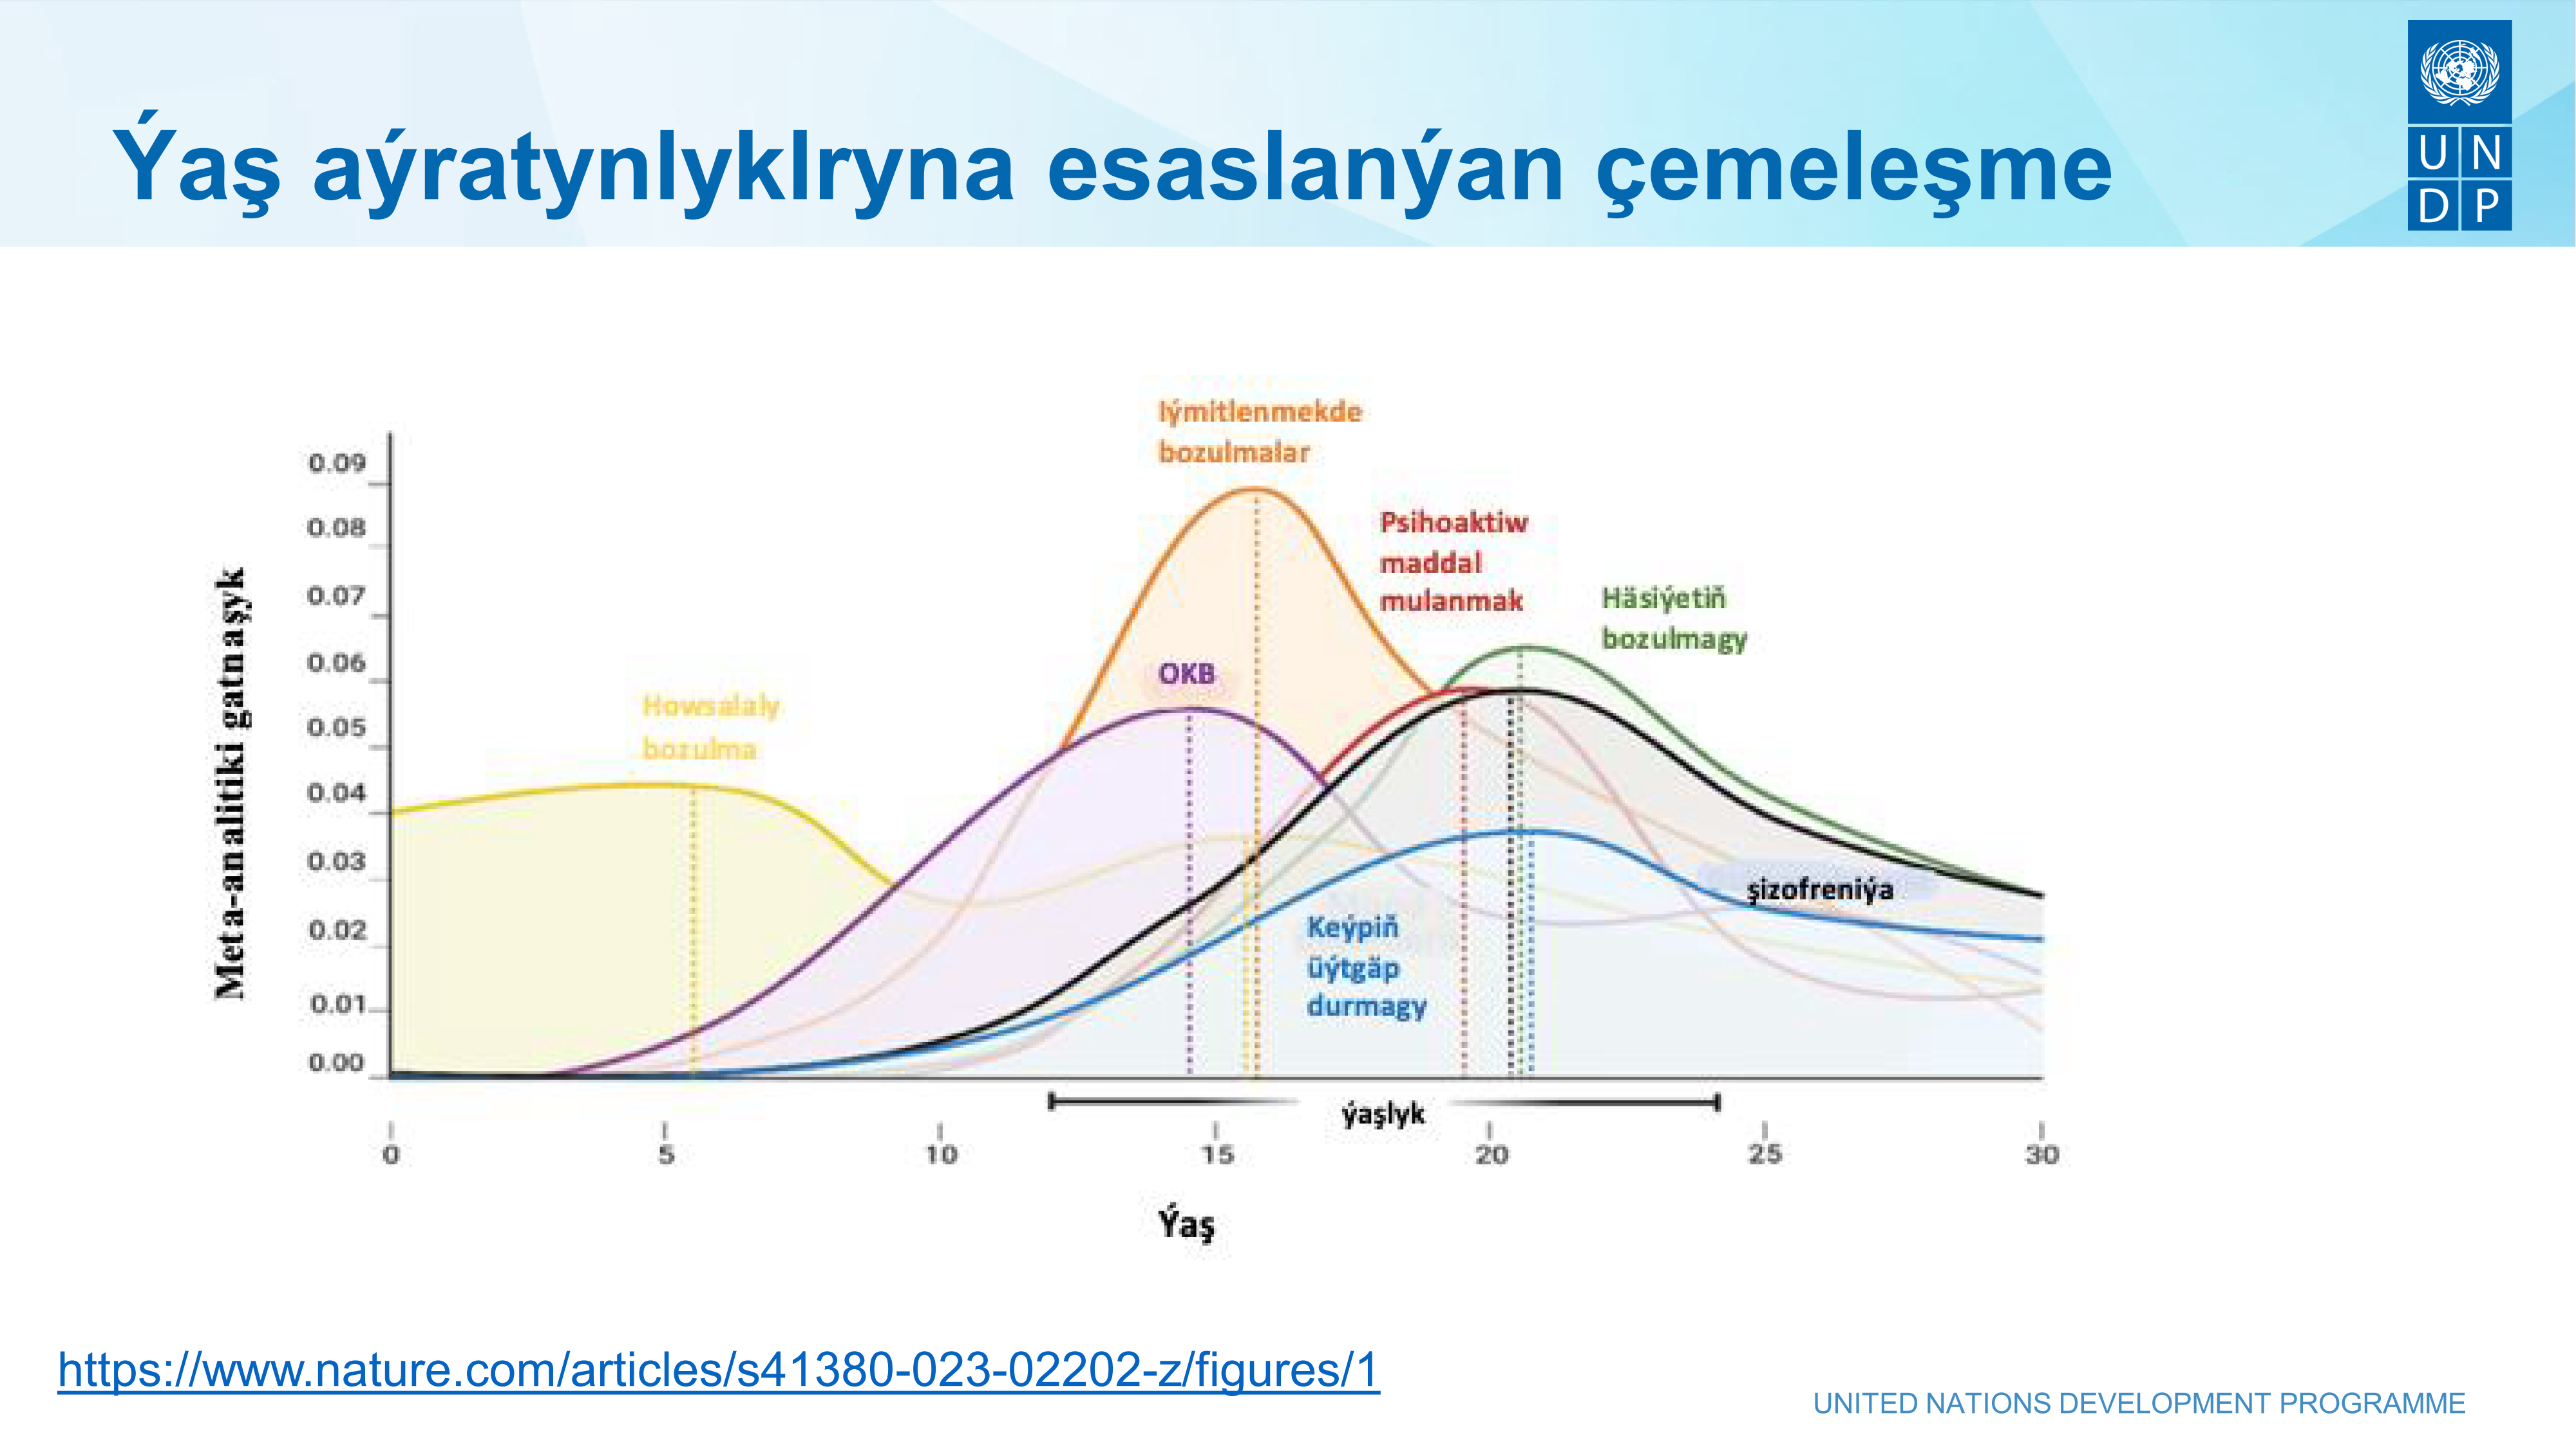 Ýaş aýratynlyklryna esaslanýan çemeleşme
U N
D P
Iýmitlenmekde
bozulmalar
Psihoaktiw
maddal
mulanmak
Häsiýetiň
bozulmagy
OKB
Howsalaly
bozulma
şizofreniýa
Keýpiň
üýtgäp
durmagy
Meta-analitiki gatnaşyk
0.09
0.08
0.07
0.06
0.05
0.04
0.03
0.02
0.01
0.00
ýaşlyk
0 5 10 15 20 25 30
Ýaş
https://www.nature.com/articles/s41380-023-02202-z/figures/1
UNITED NATIONS DEVELOPMENT PROGRAMME